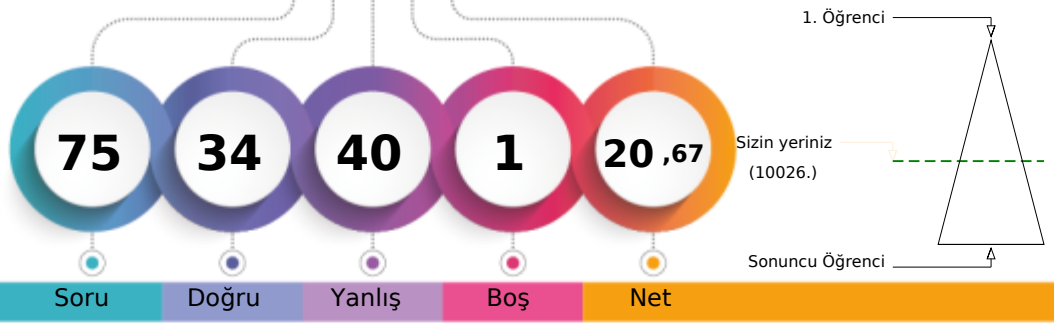 75 34 40 1 20 ,67
Soru Doğru Yanlış Boş Net
1. Öğrenci
Sizin yeriniz
(10026.)
Sonuncu Öğrenci